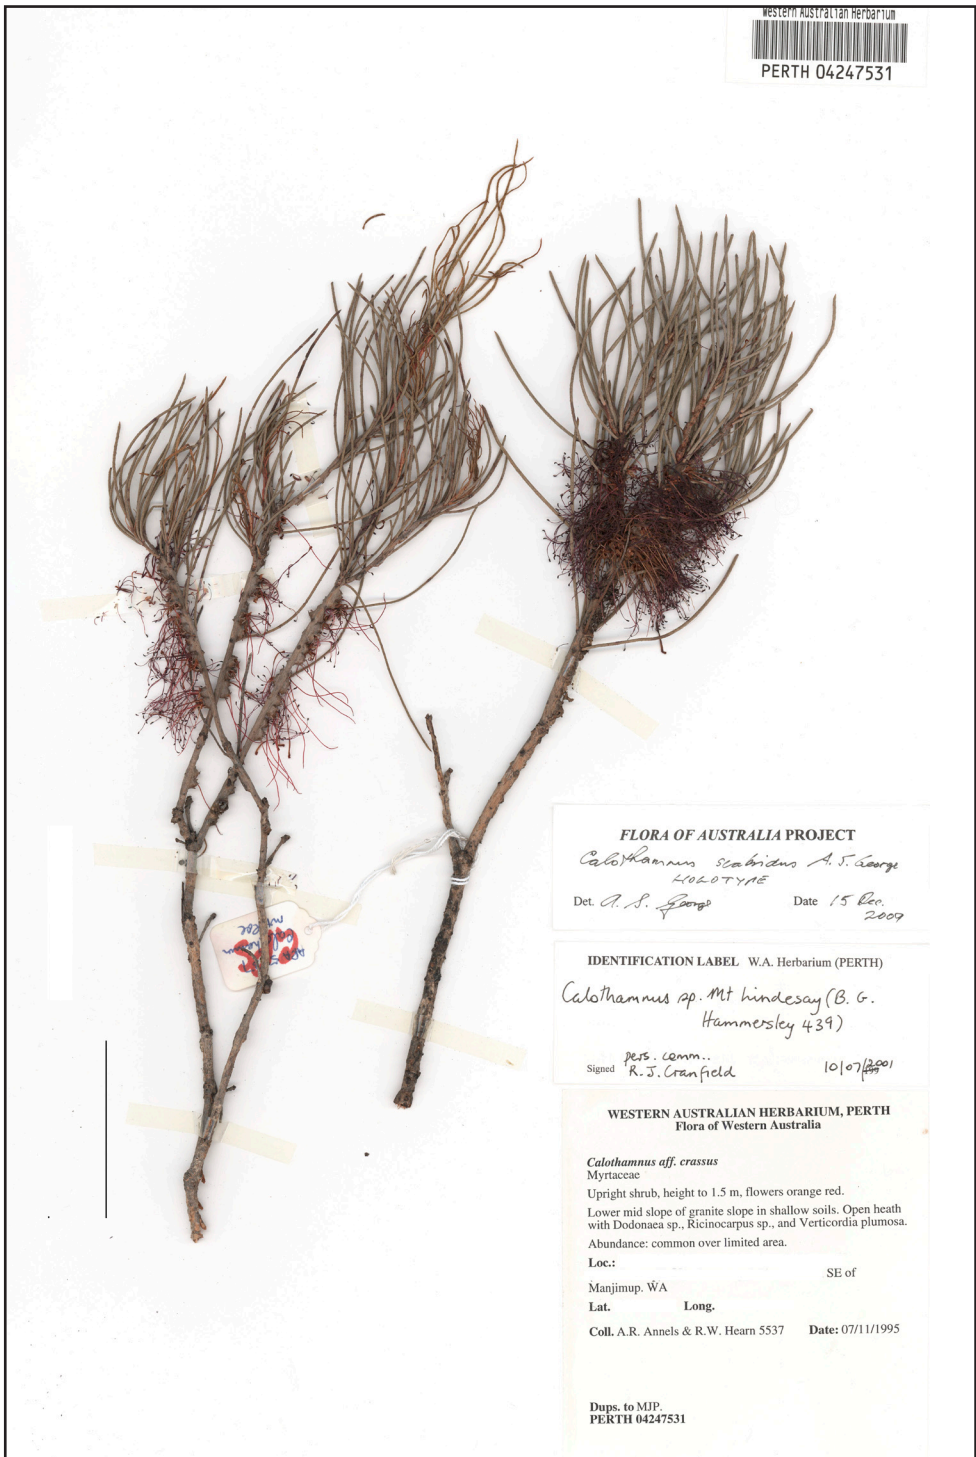 Western Australian Herbarium
PERTH 04247531
FLORA OF AUSTRALIA PROJECT
Calothamnus scabridus A. S. George
HOLOTYPE
Det. A. S. George Date 15 Dec.
2009
IDENTIFICATION LABEL W.A. Herbarium (PERTH)
Calothamnus sp. Mt Lindesay (B. G.
Hammersley 439)
pers. comm..
Signed R. J. Cranfield 10/07/2001
WESTERN AUSTRALIAN HERBARIUM, PERTH
Flora of Western Australia
Calothamnus aff. crassus
Myrtaceae
Upright shrub, height to 1.5 m, flowers orange red.
Lower mid slope of granite slope in shallow soils. Open heath
with Dodonaea sp., Ricinocarpus sp., and Verticordia plumosa.
Abundance: common over limited area.
Loc.:
SE of
Manjimup. WA
Lat. Long.
Coll. A.R. Annels & R.W. Hearn 5537 Date: 07/11/1995
Dups. to MJP.
PERTH 04247531